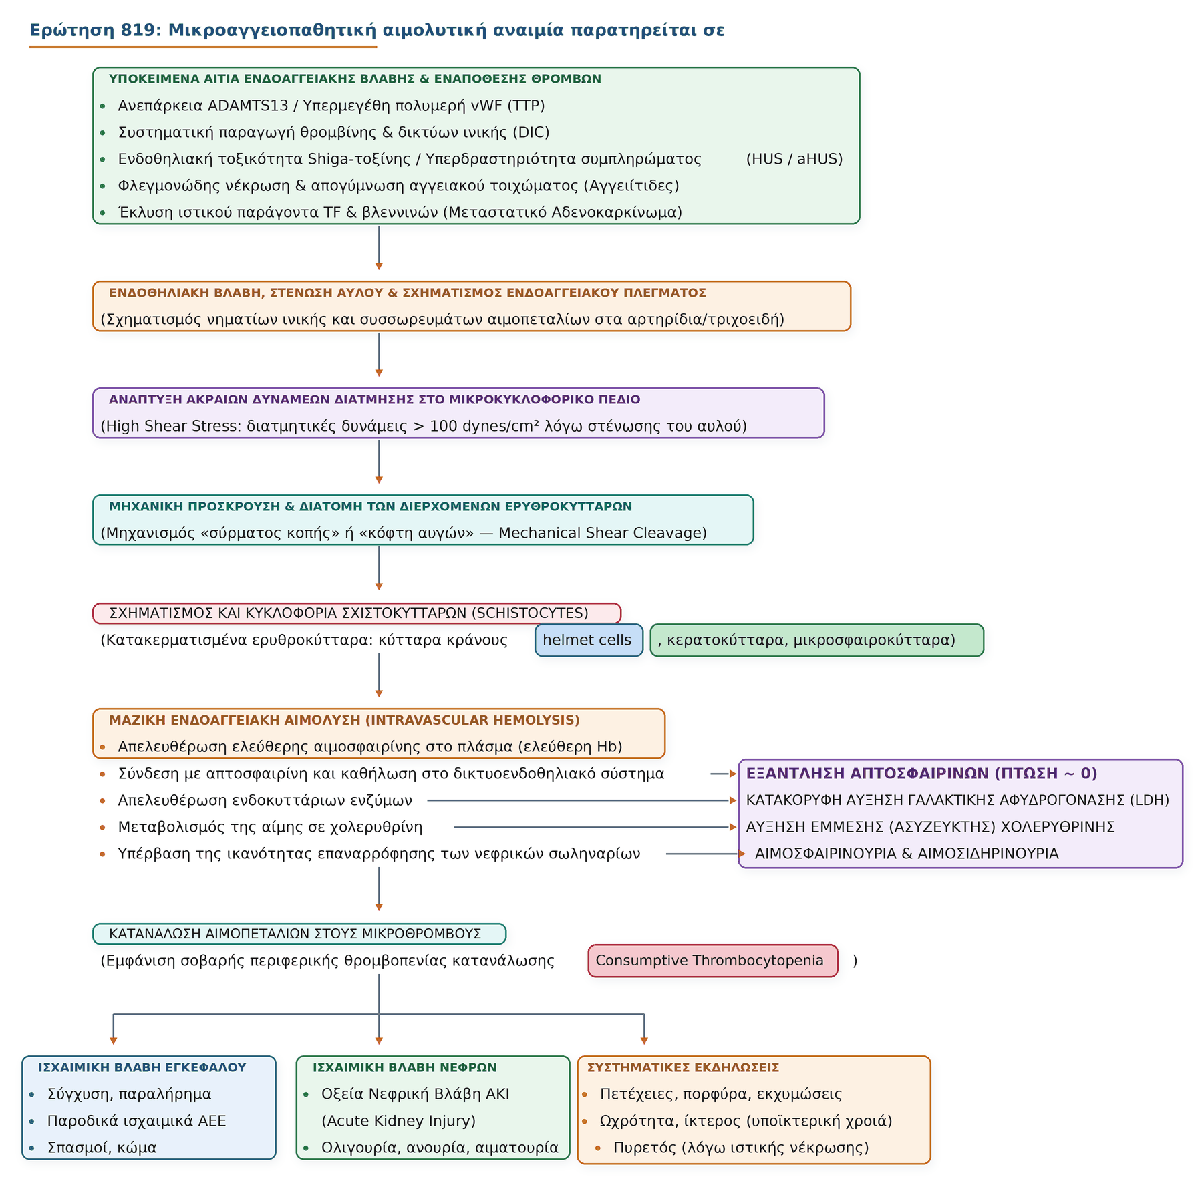 Ερώτηση 819: Μικροαγγειοπαθητική αιμολυτική αναιμία παρατηρείται σε
ΥΠΟΚΕΙΜΕΝΑ ΑΙΤΙΑ ΕΝΔΟΑΓΓΕΙΑΚΗΣ ΒΛΑΒΗΣ & ΕΝΑΠΟΘΕΣΗΣ ΘΡΟΜΒΩΝ
• Ανεπάρκεια ADAMTS13 / Υπερμεγέθη πολυμερή vWF (TTP)
• Συστηματική παραγωγή θρομβίνης & δικτύων ινικής (DIC)
• Ενδοθηλιακή τοξικότητα Shiga-τοξίνης / Υπερδραστηριότητα συμπληρώματος (HUS / aHUS)
• Φλεγμονώδης νέκρωση & απογύμνωση αγγειακού τοιχώματος (Αγγειίτιδες)
• Έκλυση ιστικού παράγοντα TF & βλεννινών (Μεταστατικό Αδενοκαρκίνωμα)
ΕΝΔΟΘΗΛΙΑΚΗ ΒΛΑΒΗ, ΣΤΕΝΩΣΗ ΑΥΛΟΥ & ΣΧΗΜΑΤΙΣΜΟΣ ΕΝΔΟΑΓΓΕΙΑΚΟΥ ΠΛΕΓΜΑΤΟΣ
(Σχηματισμός νηματίων ινικής και συσσωρευμάτων αιμοπεταλίων στα αρτηρίδια/τριχοειδή)
ΑΝΑΠΤΥΞΗ ΑΚΡΑΙΩΝ ΔΥΝΑΜΕΩΝ ΔΙΑΤΜΗΣΗΣ ΣΤΟ ΜΙΚΡΟΚΥΚΛΟΦΟΡΙΚΟ ΠΕΔΙΟ
(High Shear Stress: διατμητικές δυνάμεις > 100 dynes/cm² λόγω στένωσης του αυλού)
ΜΗΧΑΝΙΚΗ ΠΡΟΣΚΡΟΥΣΗ & ΔΙΑΤΟΜΗ ΤΩΝ ΔΙΕΡΧΟΜΕΝΩΝ ΕΡΥΘΡΟΚΥΤΤΑΡΩΝ
(Μηχανισμός «σύρματος κοπής» ή «κόφτη αυγών» — Mechanical Shear Cleavage)
ΣΧΗΜΑΤΙΣΜΟΣ ΚΑΙ ΚΥΚΛΟΦΟΡΙΑ ΣΧΙΣΤΟΚΥΤΤΑΡΩΝ (SCHISTOCYTES)
(Κατακερματισμένα ερυθροκύτταρα: κύτταρα κράνους helmet cells , κερατοκύτταρα, μικροσφαιροκύτταρα)
ΜΑΖΙΚΗ ΕΝΔΟΑΓΓΕΙΑΚΗ ΑΙΜΟΛΥΣΗ (INTRAVASCULAR HEMOLYSIS)
• Απελευθέρωση ελεύθερης αιμοσφαιρίνης στο πλάσμα (ελεύθερη Hb)
• Σύνδεση με απτοσφαιρίνη και καθήλωση στο δικτυοενδοθηλιακό σύστημα ΕΞΑΝΤΛΗΣΗ ΑΠΤΟΣΦΑΙΡΙΝΩΝ (ΠΤΩΣΗ ~ 0)
• Απελευθέρωση ενδοκυττάριων ενζύμων ΚΑΤΑΚΟΡΥΦΗ ΑΥΞΗΣΗ ΓΑΛΑΚΤΙΚΗΣ ΑΦΥΔΡΟΓΟΝΑΣΗΣ (LDH)
• Μεταβολισμός της αίμης σε χολερυθρίνη ΑΥΞΗΣΗ ΕΜΜΕΣΗΣ (ΑΣΥΖΕΥΚΤΗΣ) ΧΟΛΕΡΥΘΡΙΝΗΣ
• Υπέρβαση της ικανότητας επαναρρόφησης των νεφρικών σωληναρίων ΑΙΜΟΣΦΑΙΡΙΝΟΥΡΙΑ & ΑΙΜΟΣΙΔΗΡΙΝΟΥΡΙΑ
ΚΑΤΑΝΑΛΩΣΗ ΑΙΜΟΠΕΤΑΛΙΩΝ ΣΤΟΥΣ ΜΙΚΡΟΘΡΟΜΒΟΥΣ
(Εμφάνιση σοβαρής περιφερικής θρομβοπενίας κατανάλωσης Consumptive Thrombocytopenia )
ΙΣΧΑΙΜΙΚΗ ΒΛΑΒΗ ΕΓΚΕΦΑΛΟΥ
• Σύγχυση, παραλήρημα
• Παροδικά ισχαιμικά ΑΕΕ
• Σπασμοί, κώμα
ΙΣΧΑΙΜΙΚΗ ΒΛΑΒΗ ΝΕΦΡΩΝ
• Οξεία Νεφρική Βλάβη AKI
(Acute Kidney Injury)
• Ολιγουρία, ανουρία, αιματουρία
ΣΥΣΤΗΜΑΤΙΚΕΣ ΕΚΔΗΛΩΣΕΙΣ
• Πετέχειες, πορφύρα, εκχυμώσεις
• Ωχρότητα, ίκτερος (υποϊκτερική χροιά)
• Πυρετός (λόγω ιστικής νέκρωσης)